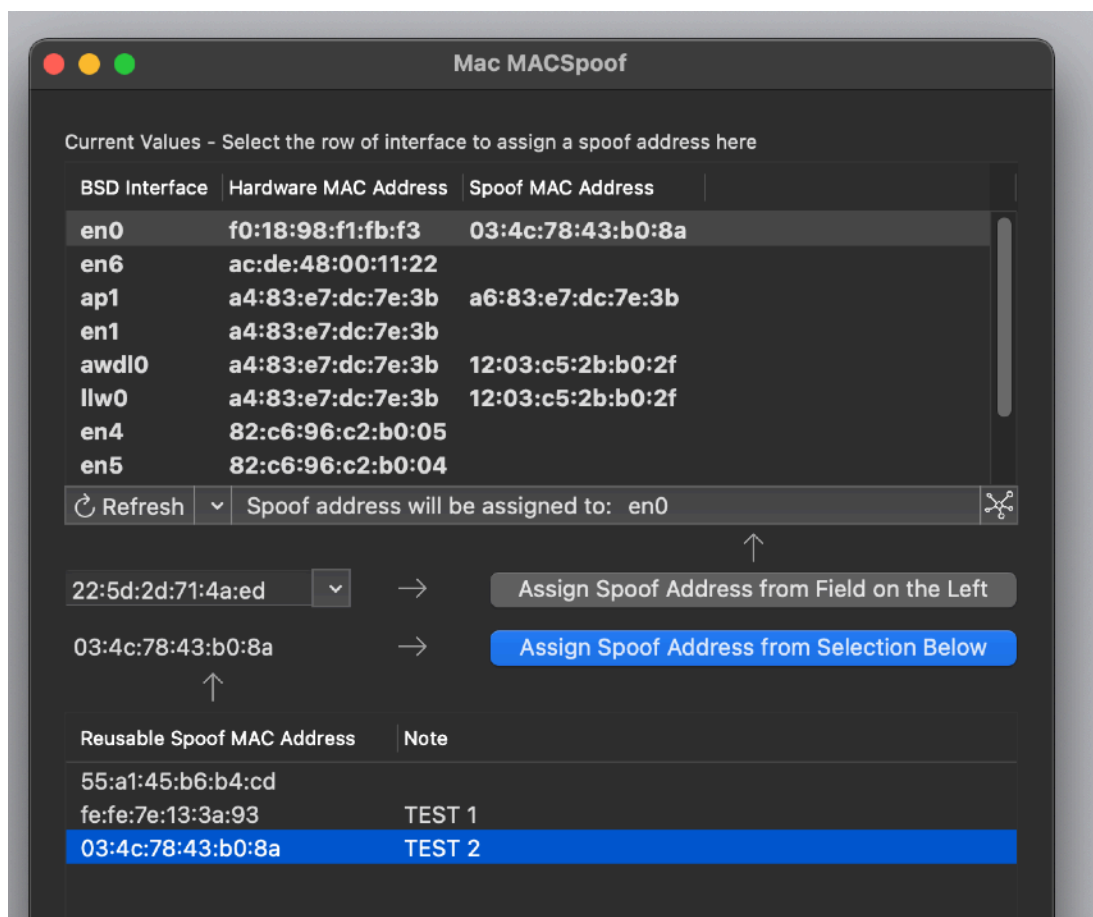 Mac MACSpoof
Current Values - Select the row of interface to assign a spoof address here
BSD Interface Hardware MAC Address Spoof MAC Address
en0 f0:18:98:f1:fb:f3 03:4c:78:43:b0:8a
en6 ac:de:48:00:11:22
ap1 a4:83:e7:dc:7e:3b a6:83:e7:dc:7e:3b
en1 a4:83:e7:dc:7e:3b
awdl0 a4:83:e7:dc:7e:3b 12:03:c5:2b:b0:2f
llw0 a4:83:e7:dc:7e:3b 12:03:c5:2b:b0:2f
en4 82:c6:96:c2:b0:05
en5 82:c6:96:c2:b0:04
Refresh Spoof address will be assigned to: en0
22:5d:2d:71:4a:ed → Assign Spoof Address from Field on the Left
03:4c:78:43:b0:8a → Assign Spoof Address from Selection Below
Reusable Spoof MAC Address Note
55:a1:45:b6:b4:cd
fe:fe:7e:13:3a:93 TEST 1
03:4c:78:43:b0:8a TEST 2